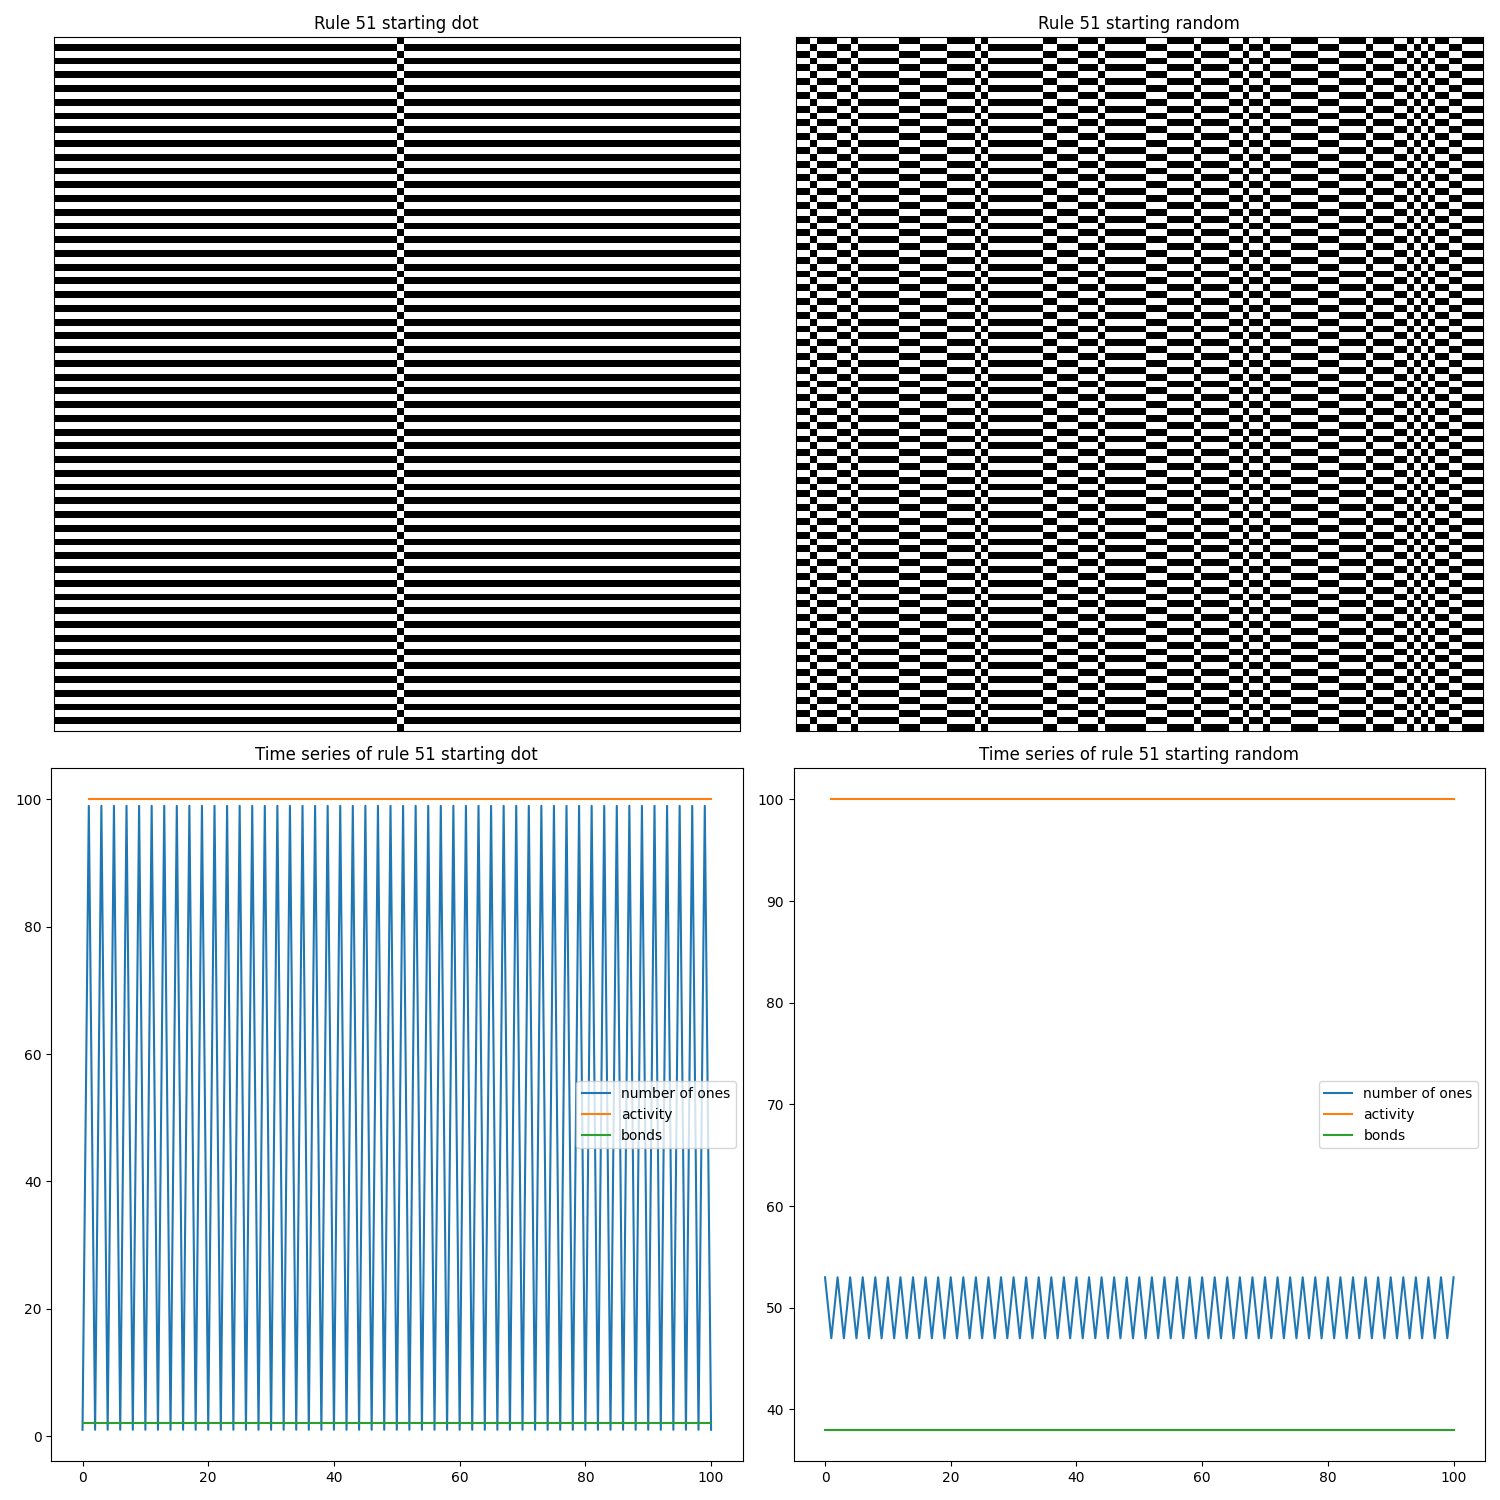 Rule 51 starting dot
Rule 51 starting random
Time series of rule 51 starting dot
100
80
60
40
20
0
number of ones
activity
bonds
0 20 40 60 80 100
Time series of rule 51 starting random
100
90
80
70
60
50
40
number of ones
activity
bonds
0 20 40 60 80 100